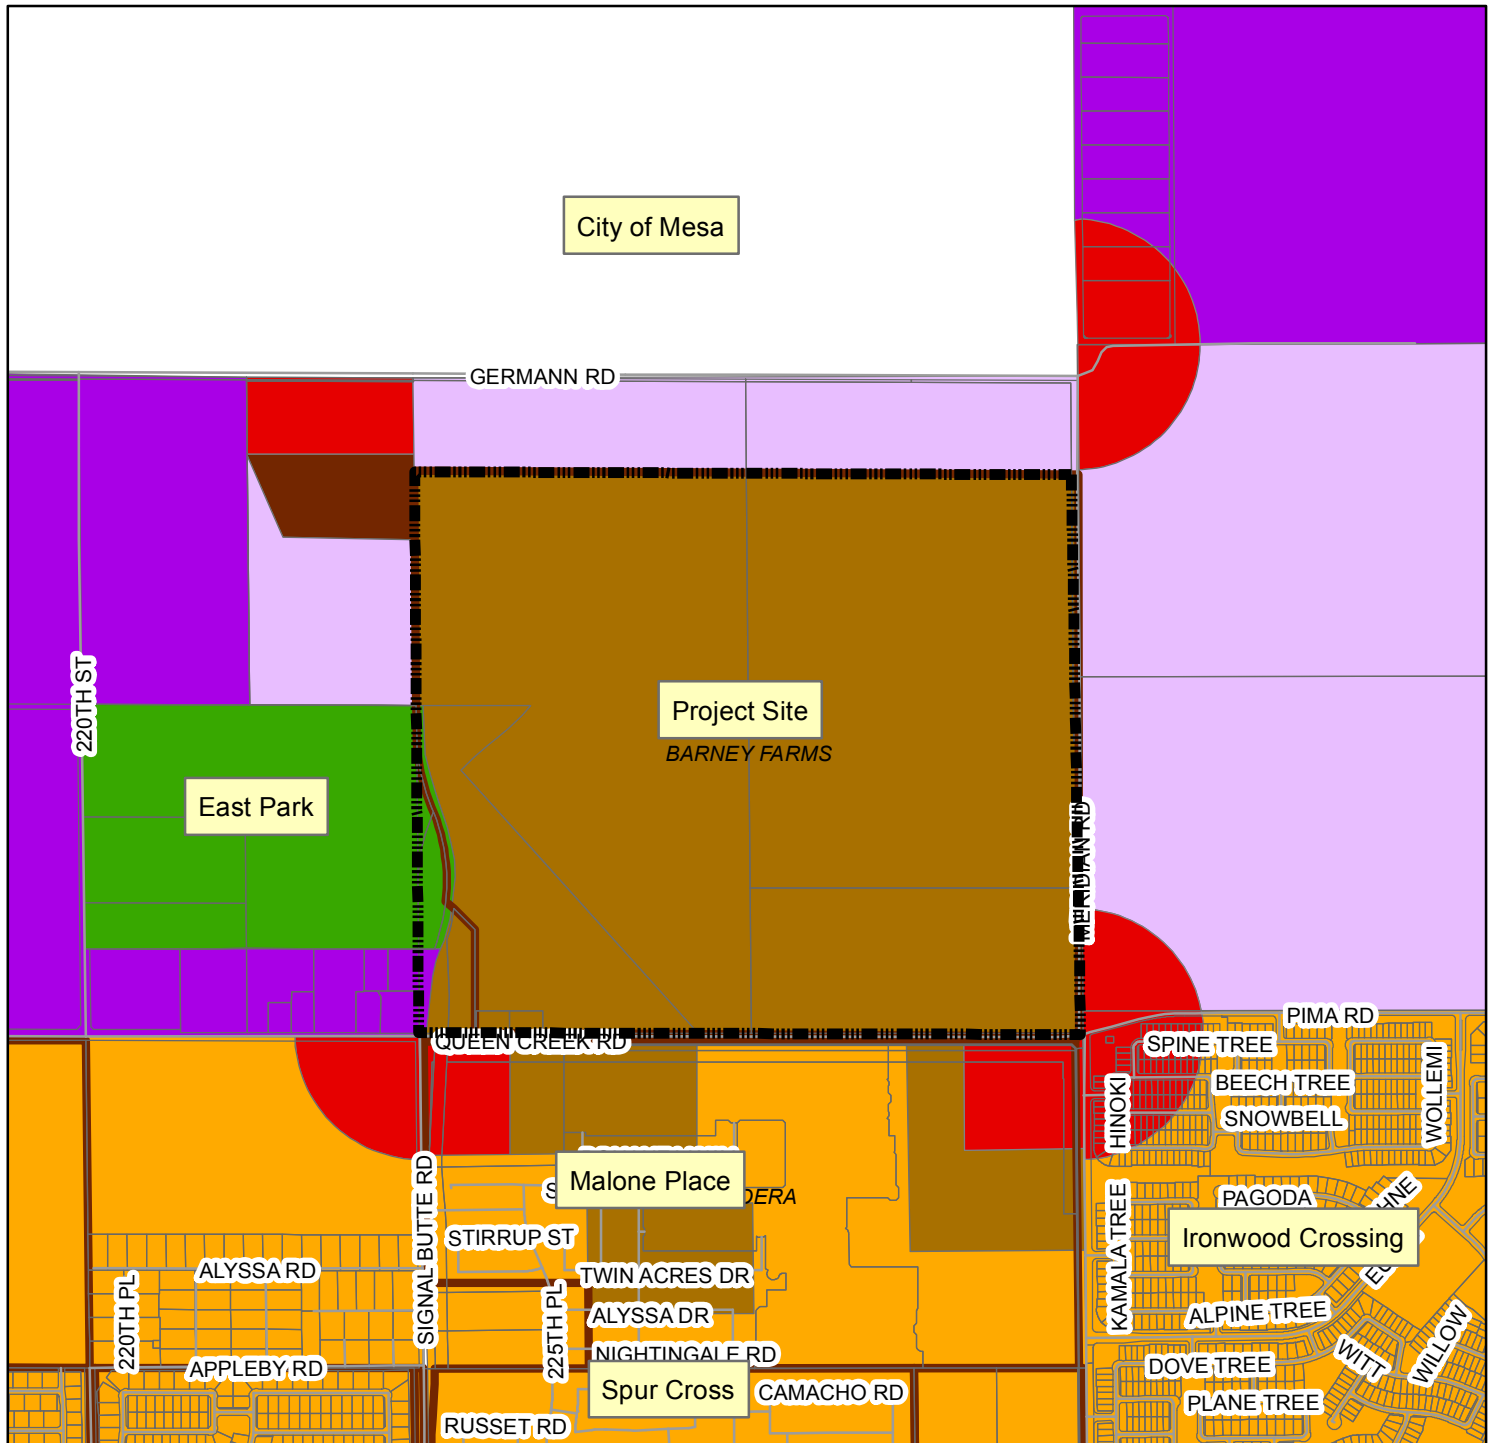 City of Mesa
GERMANN RD
220TH ST
Project Site
BARNEY FARMS
East Park
MERIDIAN RD
QUEEN CREEK RD
PIMA RD
SPINE TREE
BEECH TREE
SNOWBELL
HINOKI
WOLLEMI
Malone Place
STIRRUP ST
SIGNAL BUTTE RD
PAGODA
KAMALA TREE
Ironwood Crossing
ALYSSA RD
220TH PL
TWIN ACRES DR
225TH PL
ALYSSA DR
ALPINE TREE
NIGHTINGALE RD
APPLEBY RD
DOVE TREE
WITT
WILLOW
Spur Cross
CAMACHO RD
PLANE TREE
RUSSET RD